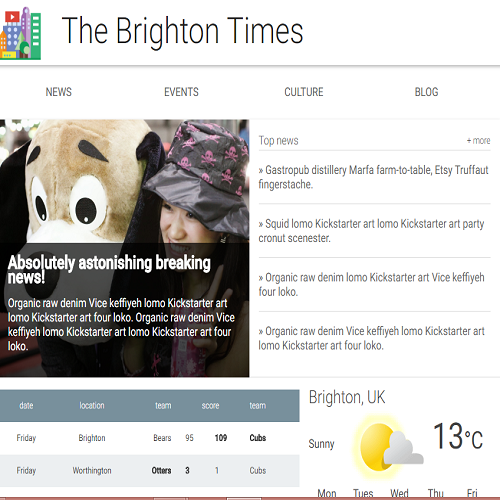 The Brighton Times
NEWS EVENTS CULTURE BLOG
Absolutely astonishing breaking
news!
Organic raw denim Vice keffiyeh lomo Kickstarter art
lomo Kickstarter art four loko. Organic raw denim Vice
keffiyeh lomo Kickstarter art lomo Kickstarter art four
loko.
Top news + more
» Gastropub distillery Marfa farm-to-table, Etsy Truffaut
fingerstache.
» Squid lomo Kickstarter art lomo Kickstarter art party
cronut scenester.
» Organic raw denim lomo Kickstarter art Vice keffiyeh
four loko.
» Organic raw denim Vice keffiyeh lomo Kickstarter art
lomo Kickstarter art four loko.
date location team score team
Friday Brighton Bears 95 109 Cubs
Friday Worthington Otters 3 1 Cubs
Brighton, UK
Sunny 13°C
Mon Tues Wed Thu Fri